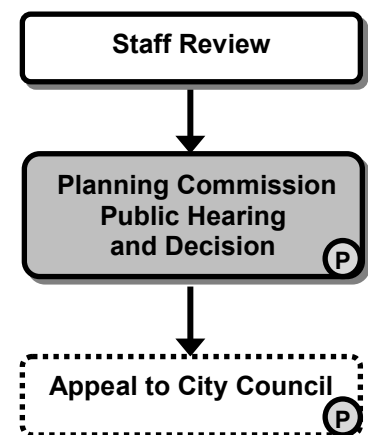 Staff Review
Planning Commission
Public Hearing
and Decision
P
Appeal to City Council
P